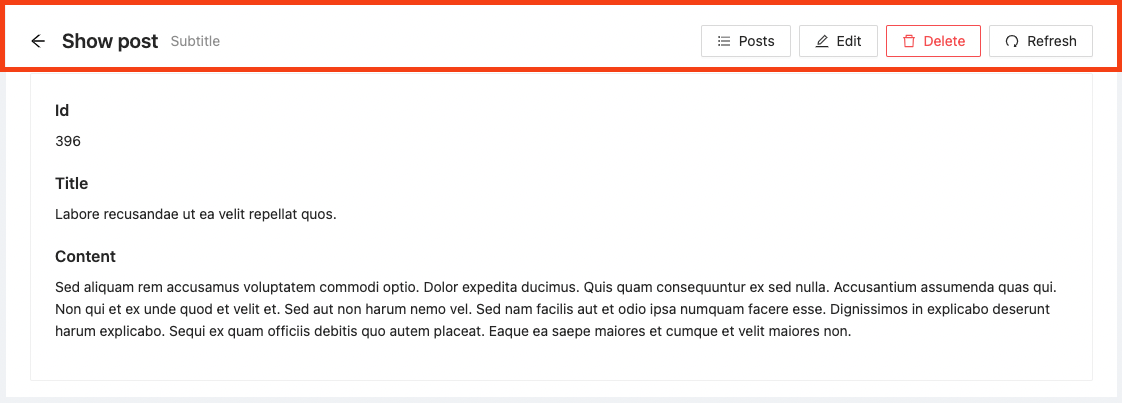 Show post Subtitle Posts Edit Delete Refresh
Id
396
Title
Labore recusandae ut ea velit repellat quos.
Content
Sed aliquam rem accusamus voluptatem commodi optio. Dolor expedita ducimus. Quis quam consequuntur ex sed nulla. Accusantium assumenda quas qui.
Non qui et ex unde quod et velit et. Sed aut non harum nemo vel. Sed nam facilis aut et odio ipsa numquam facere esse. Dignissimos in explicabo deserunt
harum explicabo. Sequi ex quam officiis debitis quo autem placeat. Eaque ea saepe maiores et cumque et velit maiores non.